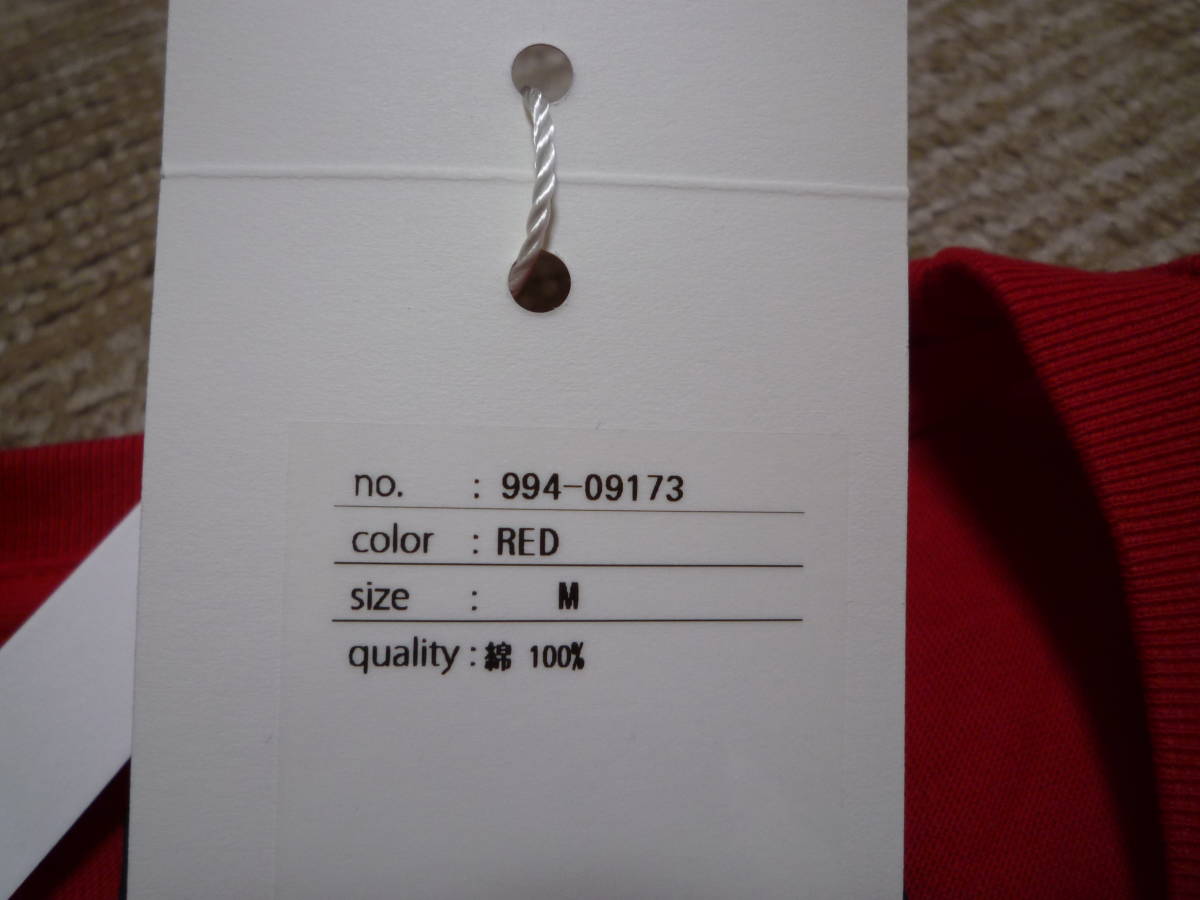 no. : 994-09173
color : RED
size : M
quality : 綿 100%